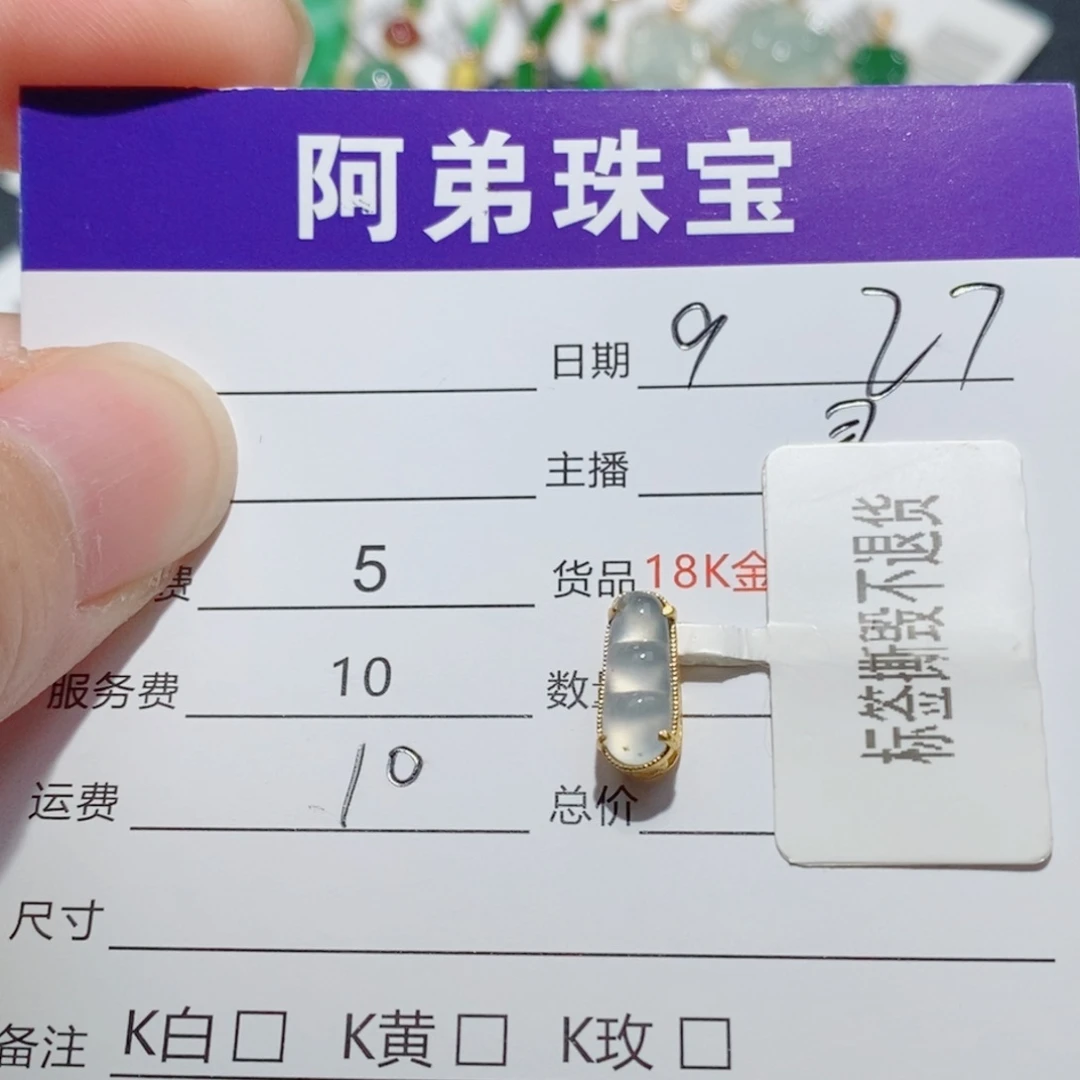 阿弟珠宝
日期 9 27
主播
费 5 货品 18K金
服务费 10 数
运费 10 总价
尺寸
备注 K白 □ K黄 □ K玫 □
标签撕毁不退货